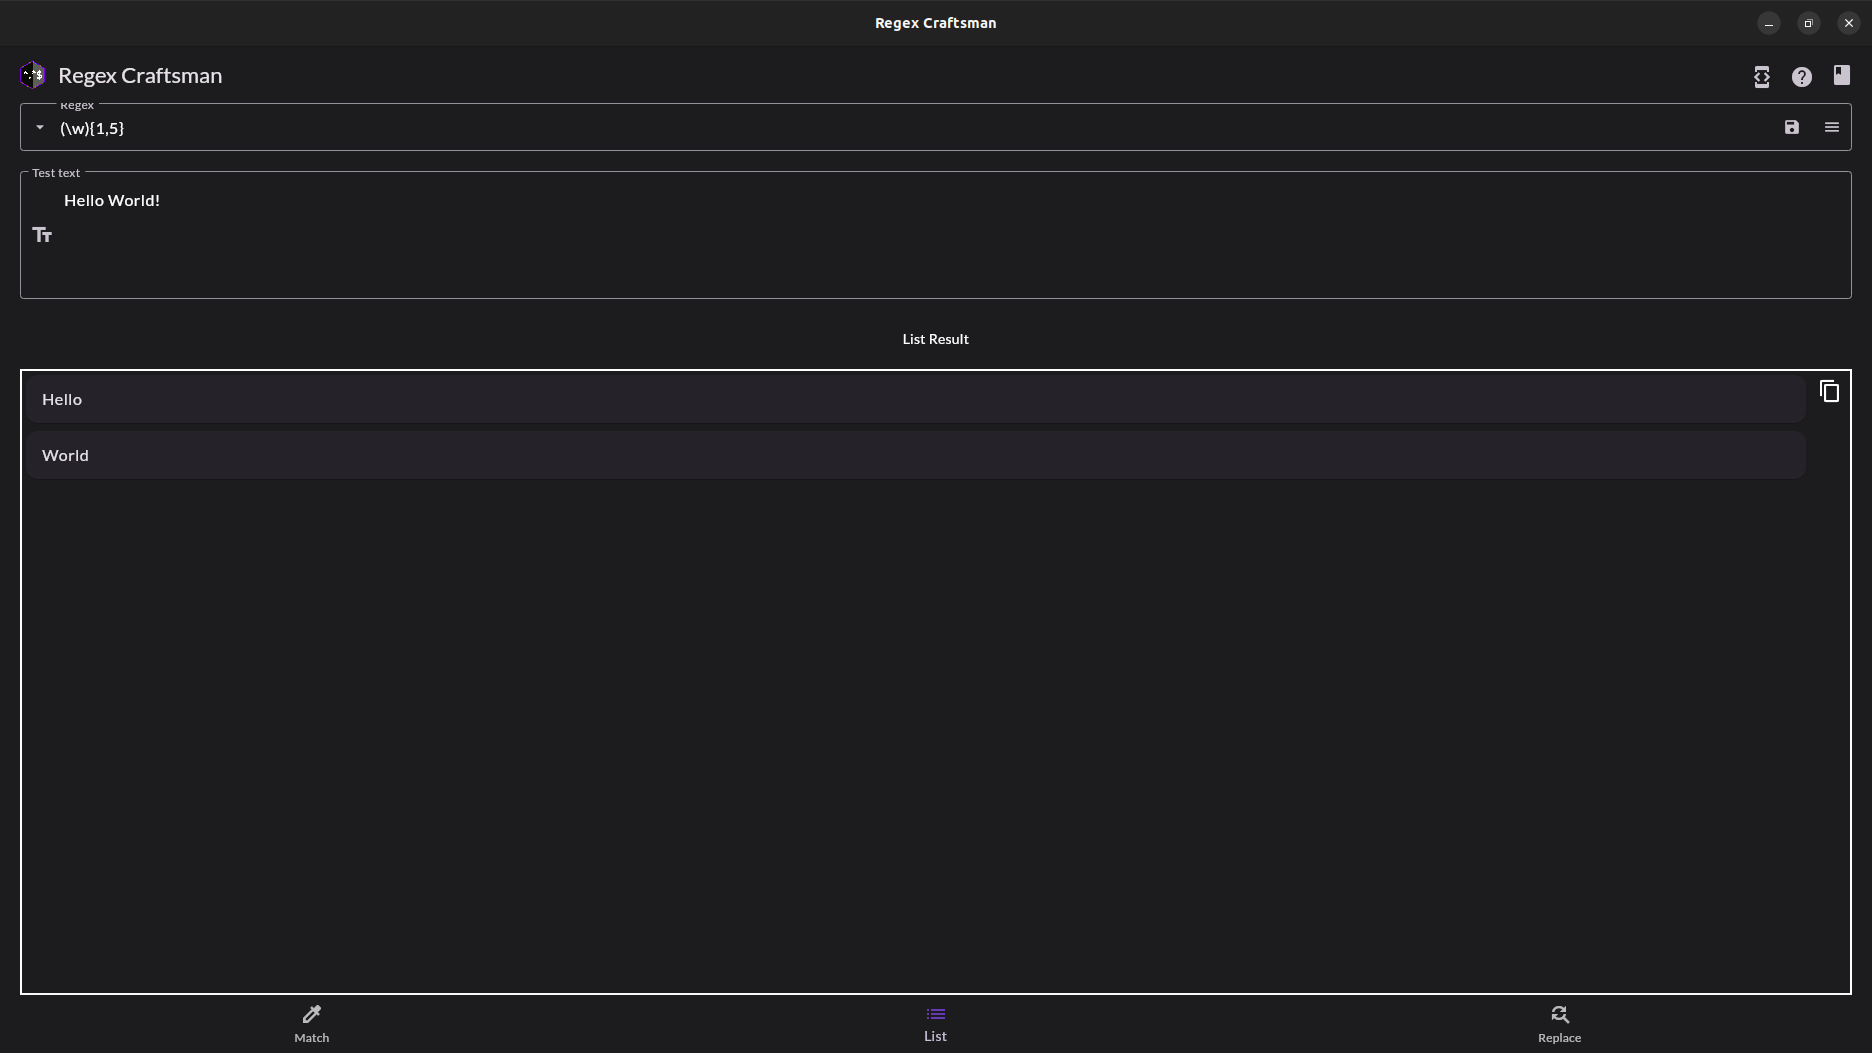 Regex Craftsman
Regex Craftsman
Regex
(\w){1,5}
Test text
Hello World!
List Result
Hello
World
Match
List
Replace